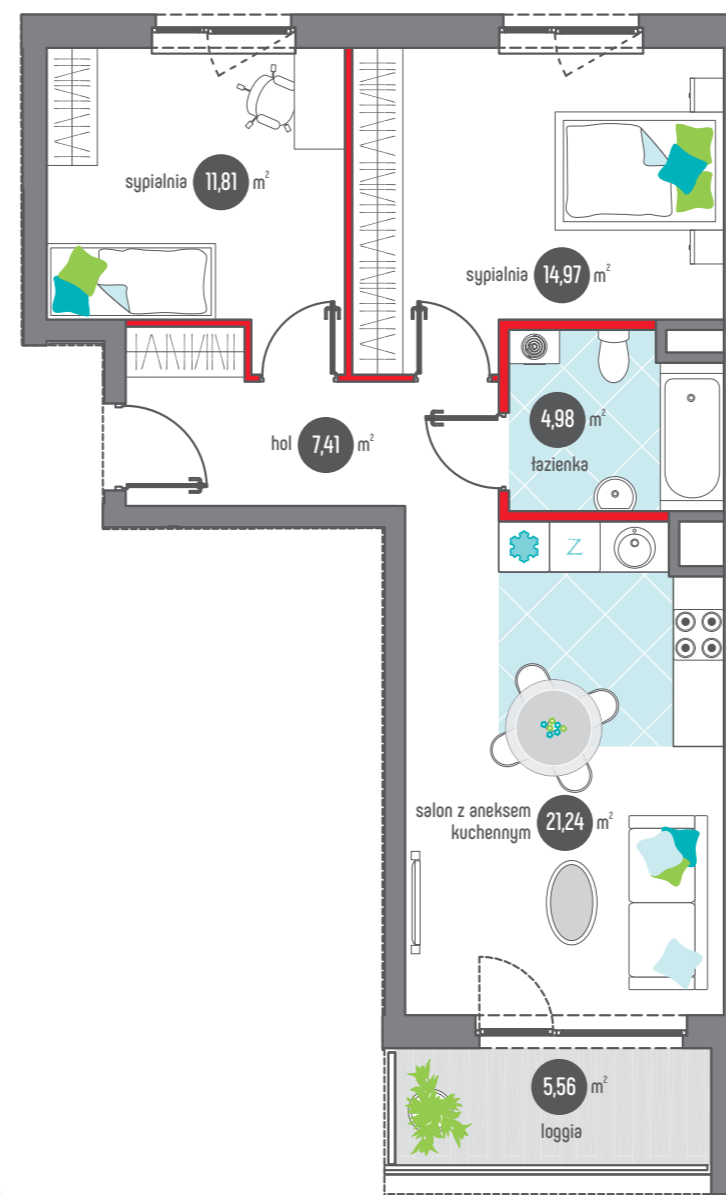 sypialnia 11,81 m²
sypialnia 14,97 m²
4,98 m²
łazienka
hol 7,41 m²
Z
salon z aneksem
kuchennym 21,24 m²
5,56 m²
loggia